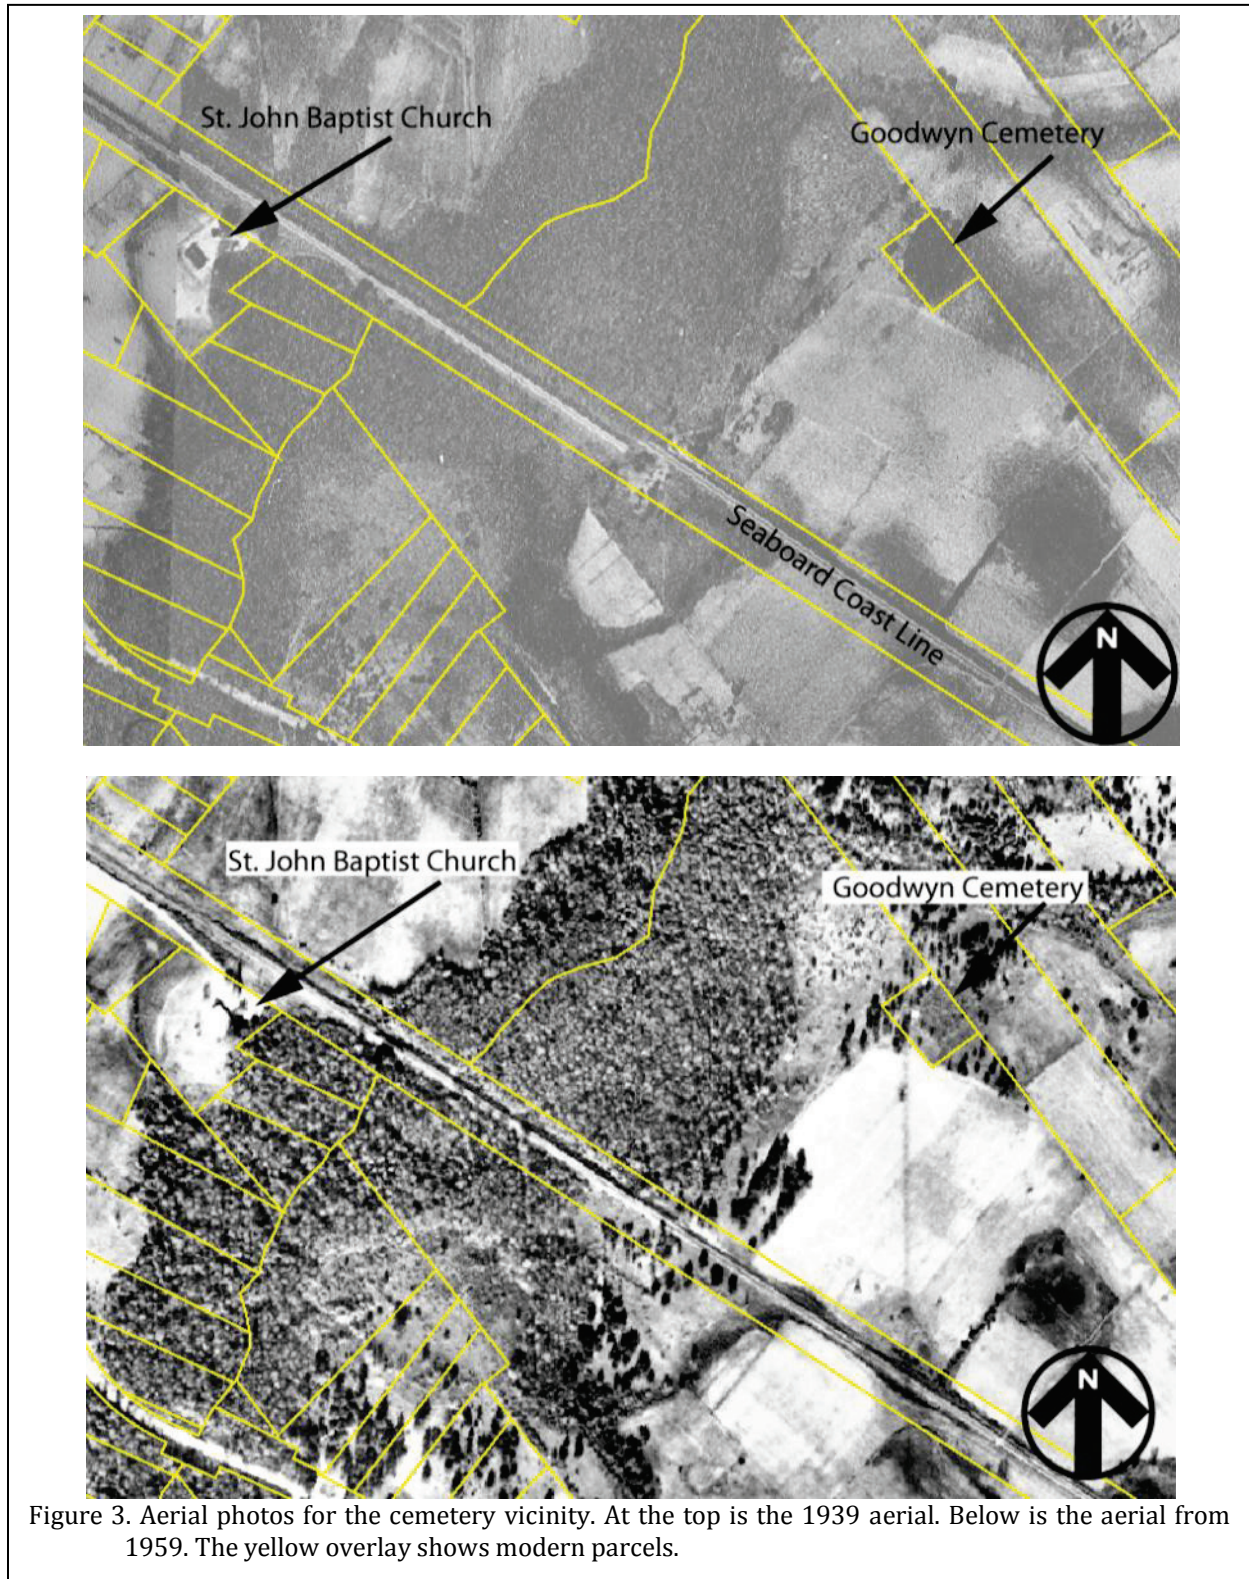 St. John Baptist Church
Goodwyn Cemetery
Seaboard Coast Line
N
St. John Baptist Church
Goodwyn Cemetery
N
Figure 3. Aerial photos for the cemetery vicinity. At the top is the 1939 aerial. Below is the aerial from
1959. The yellow overlay shows modern parcels.